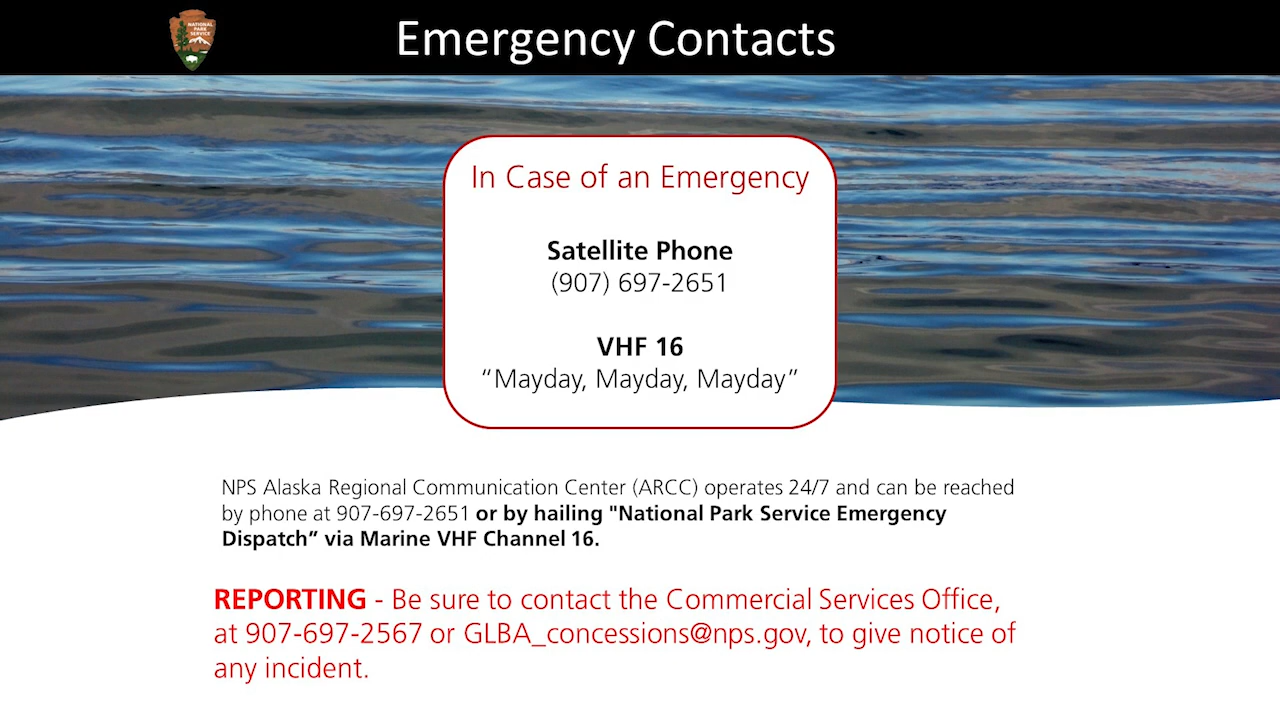 NATIONAL
PARK
SERVICE
Emergency Contacts
In Case of an Emergency
Satellite Phone
(907) 697-2651
VHF 16
“Mayday, Mayday, Mayday”
NPS Alaska Regional Communication Center (ARCC) operates 24/7 and can be reached
by phone at 907-697-2651 or by hailing "National Park Service Emergency
Dispatch” via Marine VHF Channel 16.
REPORTING - Be sure to contact the Commercial Services Office,
at 907-697-2567 or GLBA_concessions@nps.gov, to give notice of
any incident.